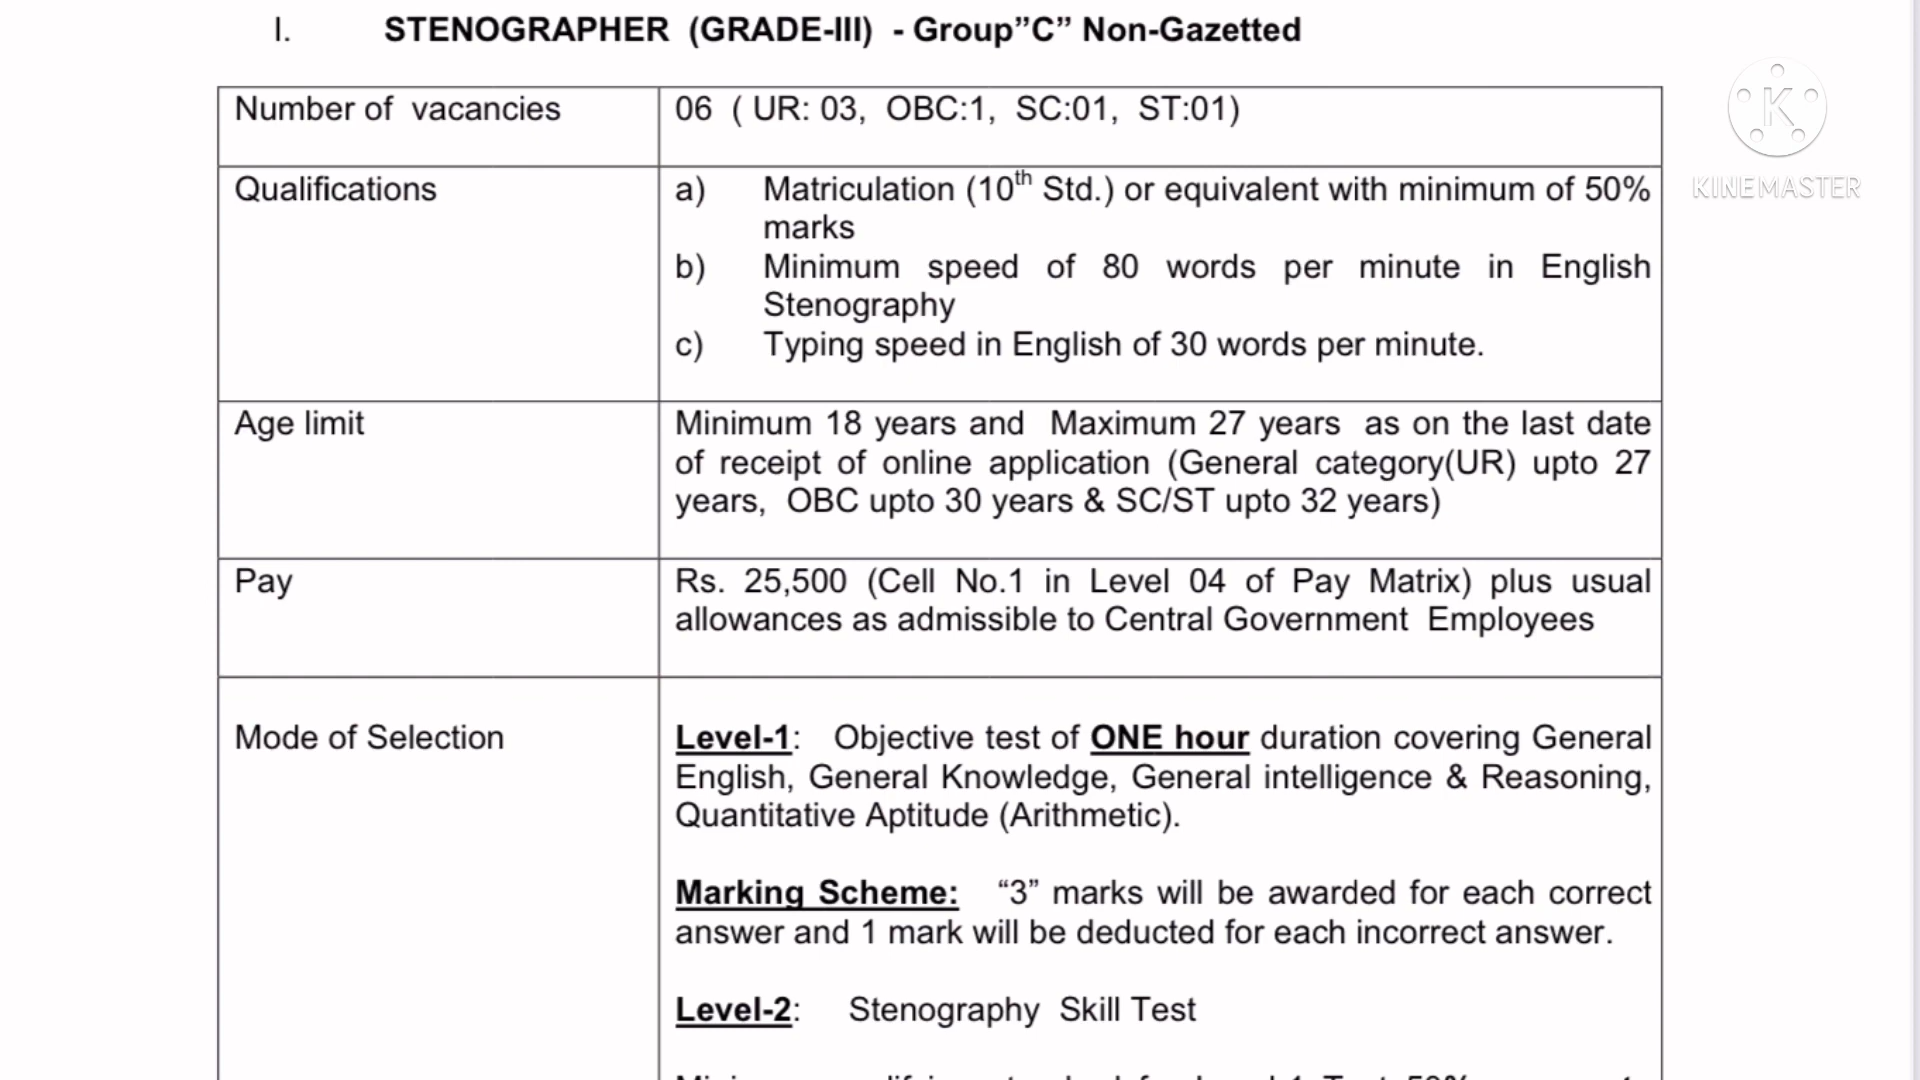 I. STENOGRAPHER (GRADE-III) - Group”C” Non-Gazetted
Number of vacancies
06 ( UR: 03, OBC:1, SC:01, ST:01)
Qualifications
a) Matriculation (10th Std.) or equivalent with minimum of 50%
marks
b) Minimum speed of 80 words per minute in English
Stenography
c) Typing speed in English of 30 words per minute.
Age limit
Minimum 18 years and Maximum 27 years as on the last date
of receipt of online application (General category(UR) upto 27
years, OBC upto 30 years & SC/ST upto 32 years)
Pay
Rs. 25,500 (Cell No.1 in Level 04 of Pay Matrix) plus usual
allowances as admissible to Central Government Employees
Mode of Selection
Level-1: Objective test of ONE hour duration covering General
English, General Knowledge, General intelligence & Reasoning,
Quantitative Aptitude (Arithmetic).
Marking Scheme: “3” marks will be awarded for each correct
answer and 1 mark will be deducted for each incorrect answer.
Level-2: Stenography Skill Test
K
KINEMASTER